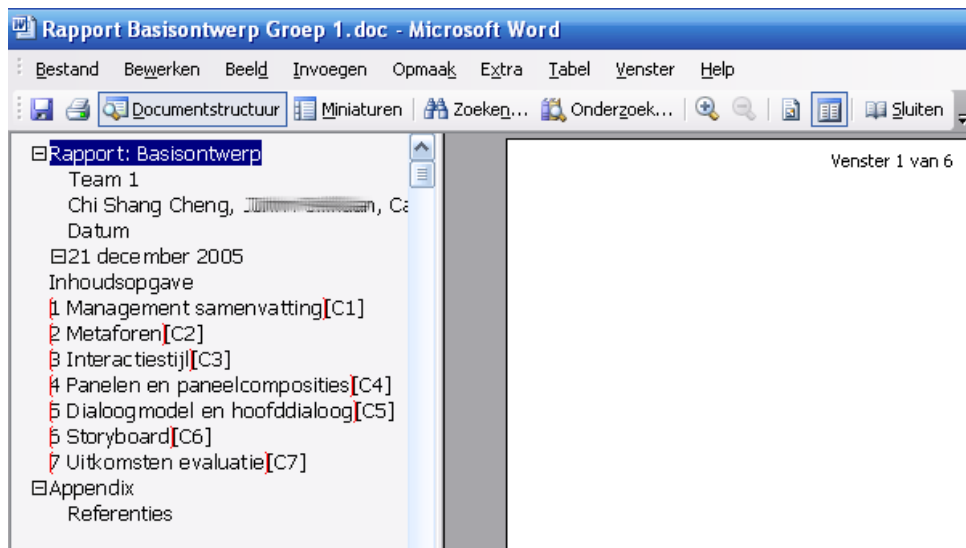 Rapport Basisontwerp Groep 1.doc - Microsoft Word
Bestand Bewerken Beeld Invoegen Opmaak Extra Tabel Venster Help
Documentstructuur Miniaturen Zoeken... Onderzoek... Sluiten
Rapport: Basisontwerp
Team 1
Chi Shang Cheng, , Ca
Datum
21 december 2005
Inhoudsopgave
1 Management samenvatting[C1]
2 Metaforen[C2]
3 Interactiestijl[C3]
4 Panelen en paneelcomposities[C4]
5 Dialoogmodel en hoofddialoog[C5]
6 Storyboard[C6]
7 Uitkomsten evaluatie[C7]
Appendix
Referenties
Venster 1 van 6